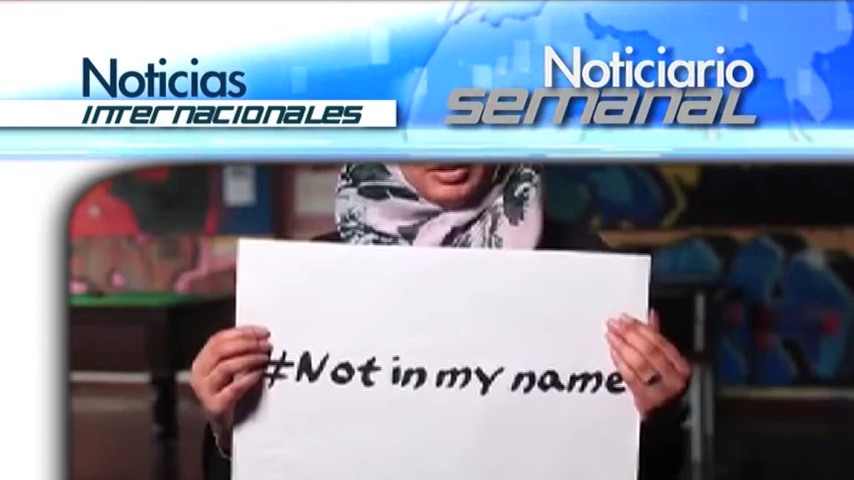 Noticias
internacionales
Noticiario
semanal
#Not in my name